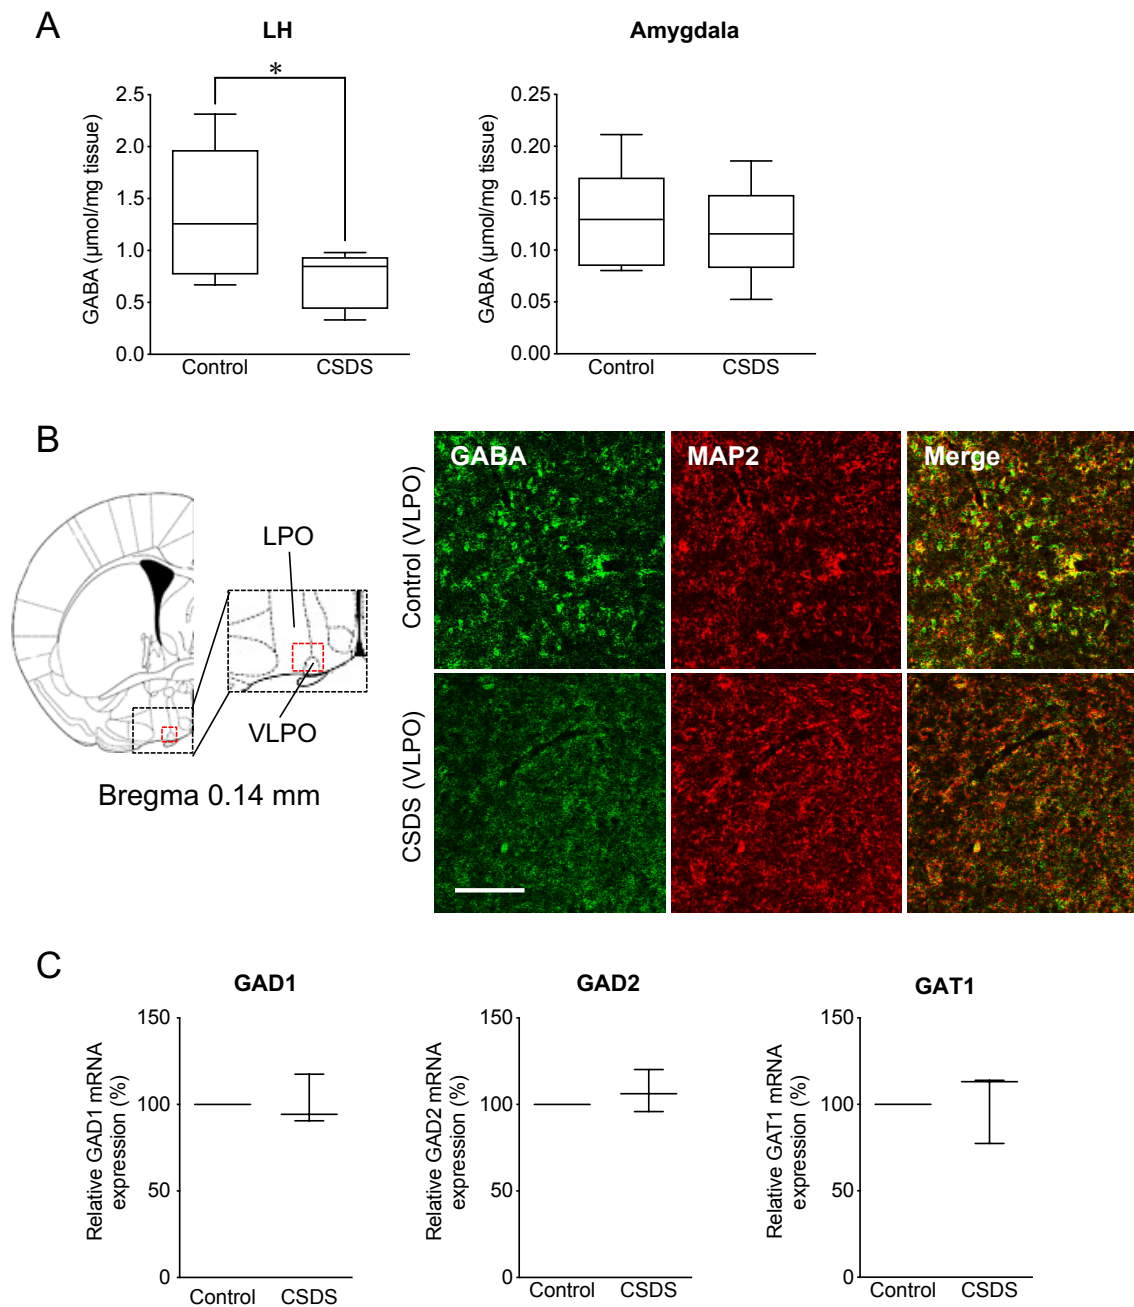 A
LH
Amygdala
*
GABA (μmol/mg tissue)
2.5
2.0
1.5
1.0
0.5
0.0
Control
CSDS
GABA (μmol/mg tissue)
0.25
0.20
0.15
0.10
0.05
0.00
Control
CSDS
B
LPO
VLPO
Bregma 0.14 mm
GABA
MAP2
Merge
Control (VLPO)
CSDS (VLPO)
C
GAD1
Relative GAD1 mRNA
expression (%)
150
100
50
0
Control
CSDS
GAD2
Relative GAD2 mRNA
expression (%)
150
100
50
0
Control
CSDS
GAT1
Relative GAT1 mRNA
expression (%)
150
100
50
0
Control
CSDS